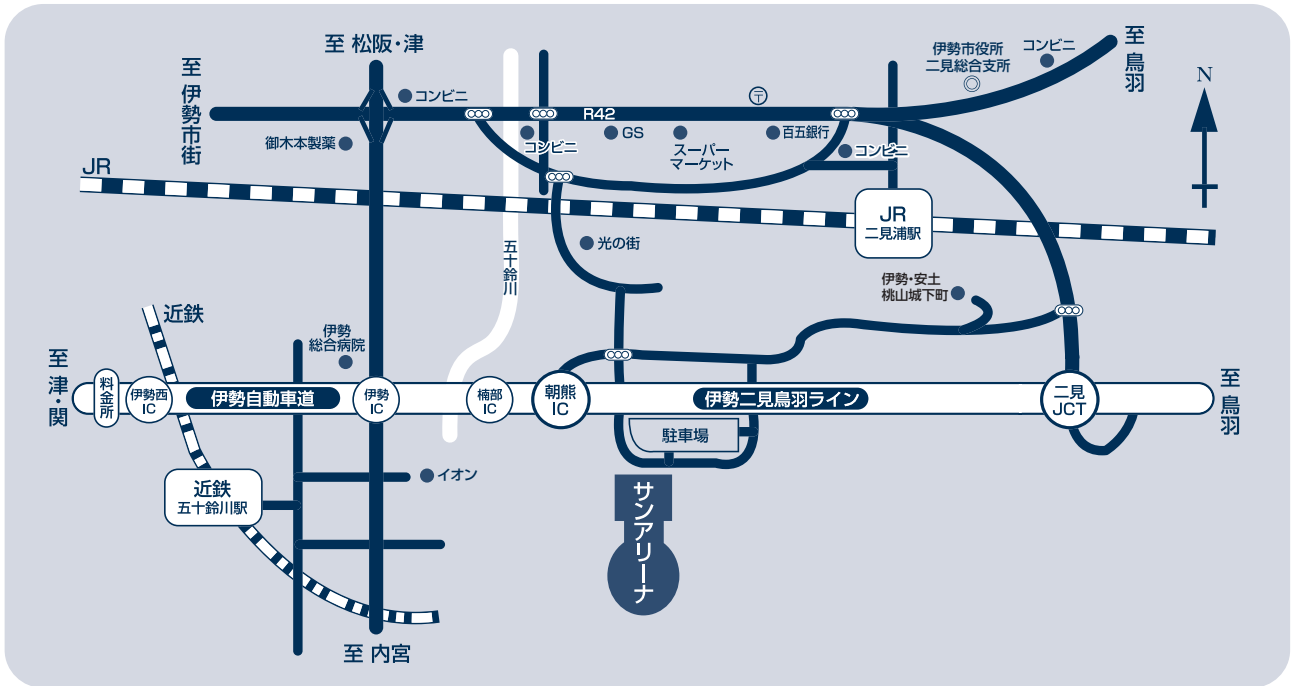 至 松阪・津
至 伊勢市街
コンビニ
御木本製薬
R42
〒
コンビニ
GS
スーパー
マーケット
百五銀行
コンビニ
伊勢市役所
二見総合支所
コンビニ
至 鳥羽
N
JR
JR
二見浦駅
五十鈴川
光の街
伊勢・安土
桃山城下町
近鉄
伊勢
総合病院
至 津・関
料金所
伊勢西
IC
伊勢自動車道
伊勢
IC
楠部
IC
朝熊
IC
伊勢二見鳥羽ライン
二見
JCT
至 鳥羽
駐車場
イオン
近鉄
五十鈴川駅
サンアリーナ
至 内宮